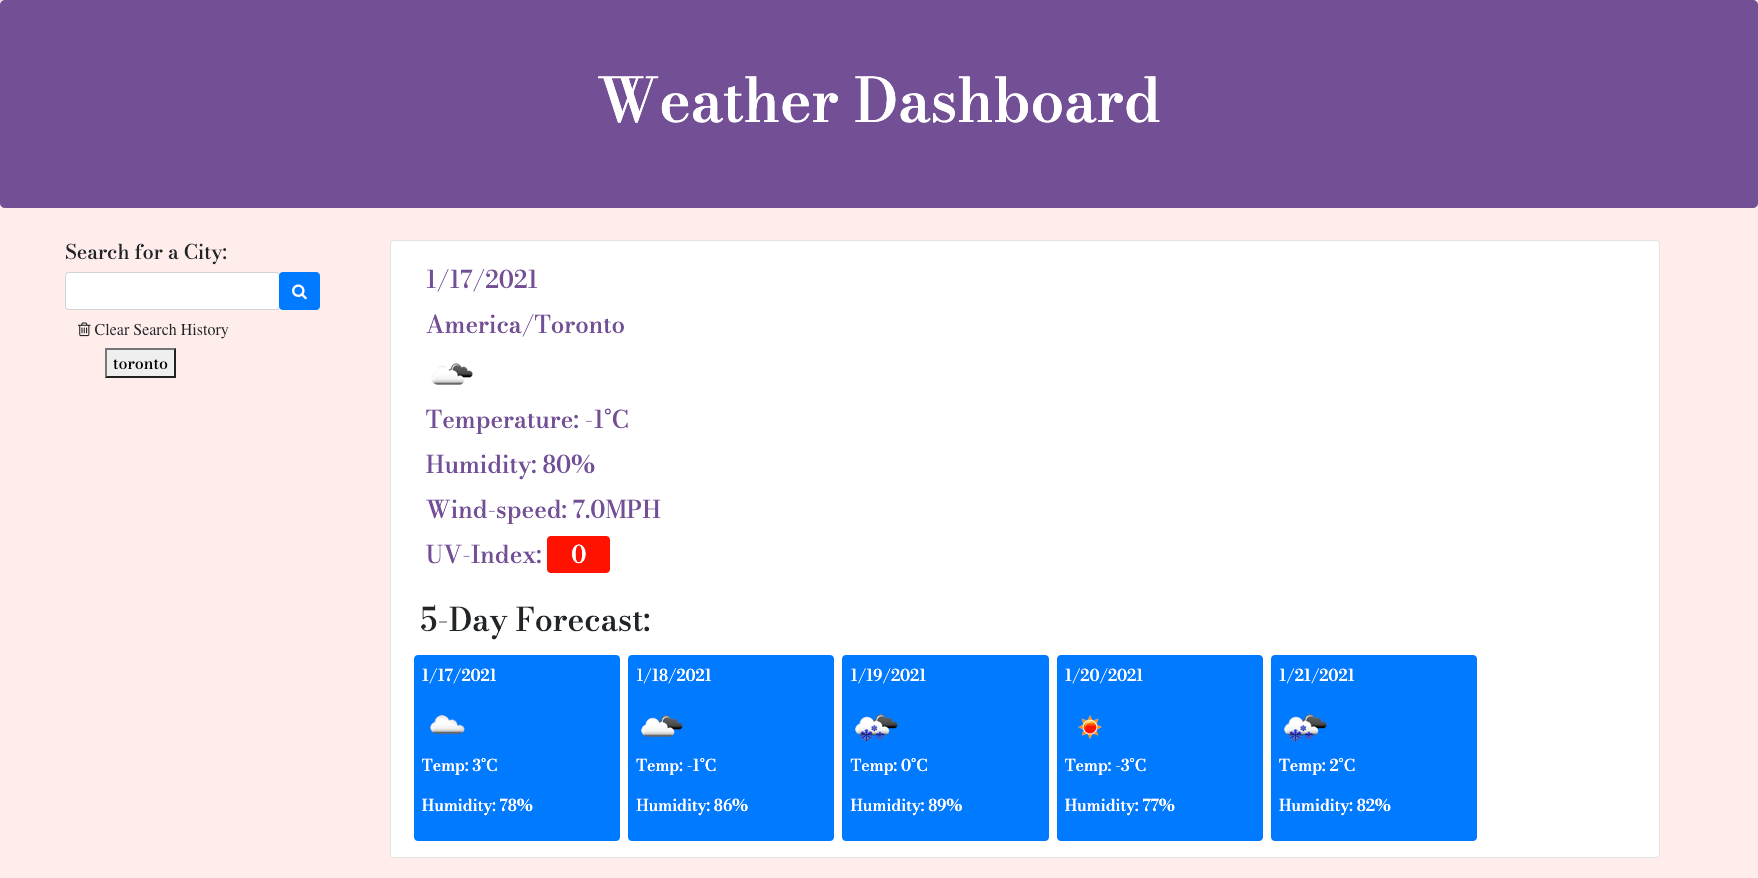 Weather Dashboard
Search for a City:
Clear Search History
toronto
1/17/2021
America/Toronto
Temperature: -1°C
Humidity: 80%
Wind-speed: 7.0MPH
UV-Index: 0
5-Day Forecast:
1/17/2021
Temp: 3°C
Humidity: 78%
1/18/2021
Temp: -1°C
Humidity: 86%
1/19/2021
Temp: 0°C
Humidity: 89%
1/20/2021
Temp: -3°C
Humidity: 77%
1/21/2021
Temp: 2°C
Humidity: 82%